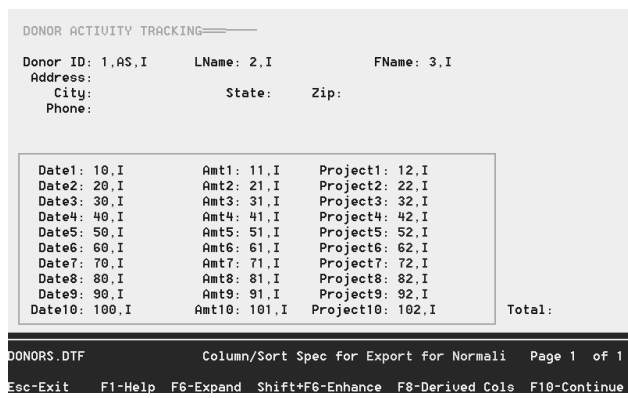 DONOR ACTIVITY TRACKING
Donor ID: 1,AS,I LName: 2,I FName: 3,I
Address:
City: State: Zip:
Phone:
Date1: 10,I Amt1: 11,I Project1: 12,I
Date2: 20,I Amt2: 21,I Project2: 22,I
Date3: 30,I Amt3: 31,I Project3: 32,I
Date4: 40,I Amt4: 41,I Project4: 42,I
Date5: 50,I Amt5: 51,I Project5: 52,I
Date6: 60,I Amt6: 61,I Project6: 62,I
Date7: 70,I Amt7: 71,I Project7: 72,I
Date8: 80,I Amt8: 81,I Project8: 82,I
Date9: 90,I Amt9: 91,I Project9: 92,I
Date10: 100,I Amt10: 101,I Project10: 102,I Total:
DONORS.DTF Column/Sort Spec for Export for Normali Page 1 of 1
Esc-Exit F1-Help F6-Expand Shift+F6-Enhance F8-Derived Cols F10-Continue